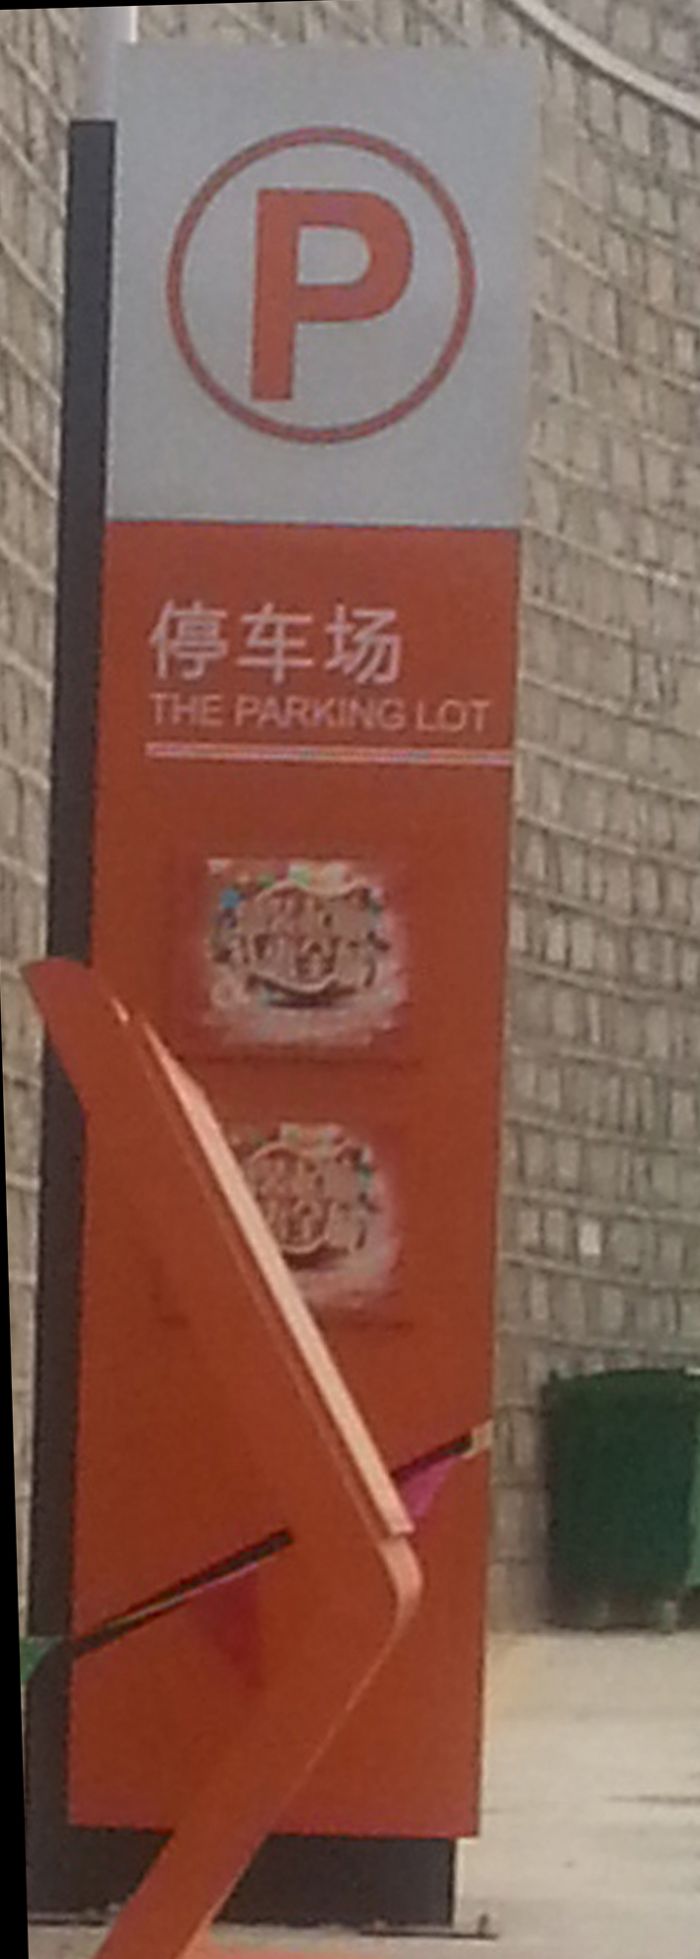 P
停车场
THE PARKING LOT